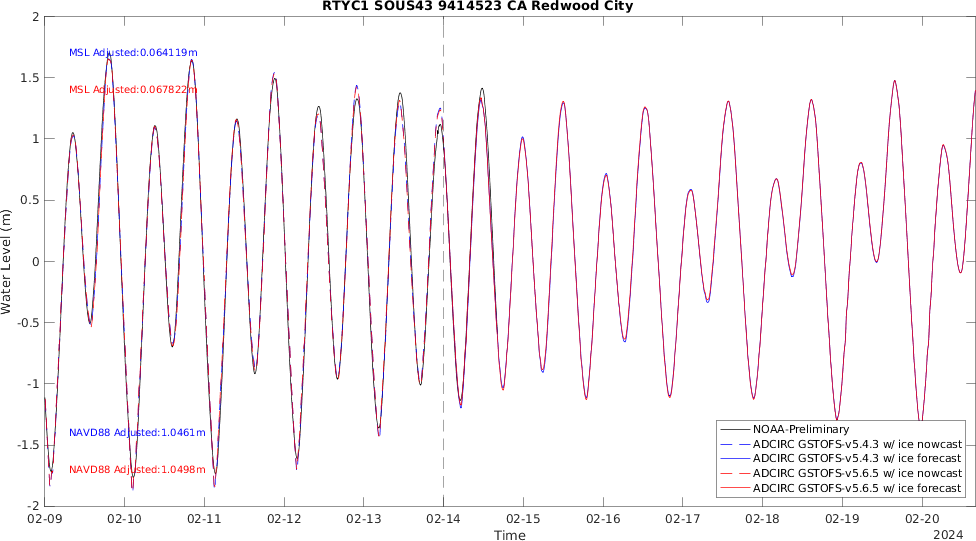 RTYC1 SOUS43 9414523 CA Redwood City
2
1.5
1
0.5
0
-0.5
-1
-1.5
-2
Water Level (m)
MSL Adjusted:0.064119m
MSL Adjusted:0.067822m
NAVD88 Adjusted:1.0461m
NAVD88 Adjusted:1.0498m
NOAA-Preliminary
ADCIRC GSTOFS-v5.4.3 w/ ice nowcast
ADCIRC GSTOFS-v5.4.3 w/ ice forecast
ADCIRC GSTOFS-v5.6.5 w/ ice nowcast
ADCIRC GSTOFS-v5.6.5 w/ ice forecast
02-09 02-10 02-11 02-12 02-13 02-14 02-15 02-16 02-17 02-18 02-19 02-20
Time
2024